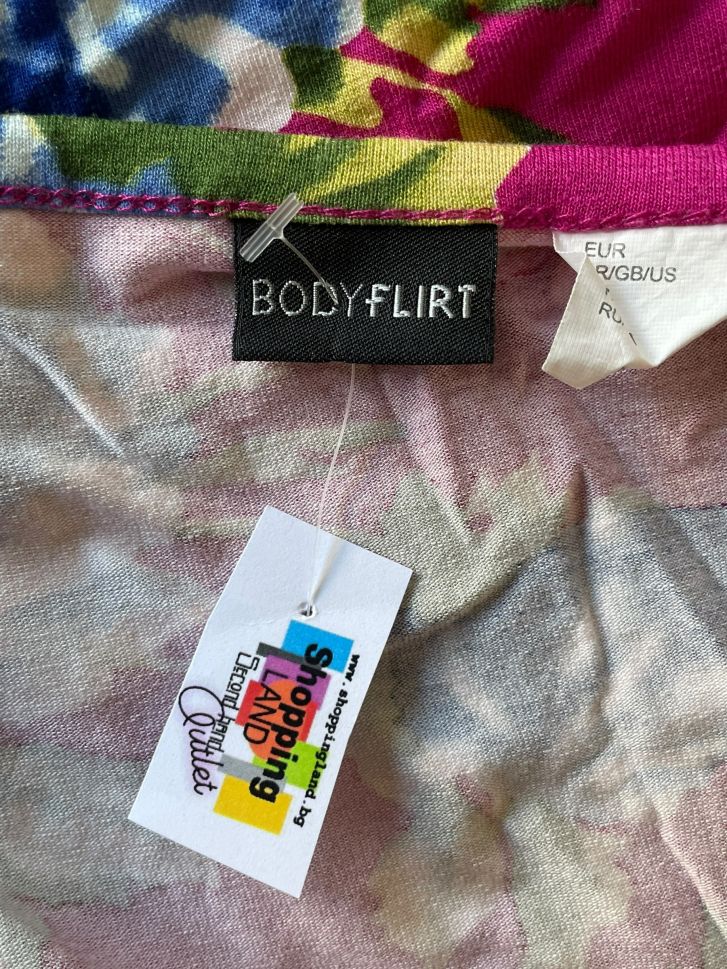 BODYFLIRT
EUR
R/GB/US
RU
www.shoppingland.bg
Shopping
LAND
Second hand
Outlet